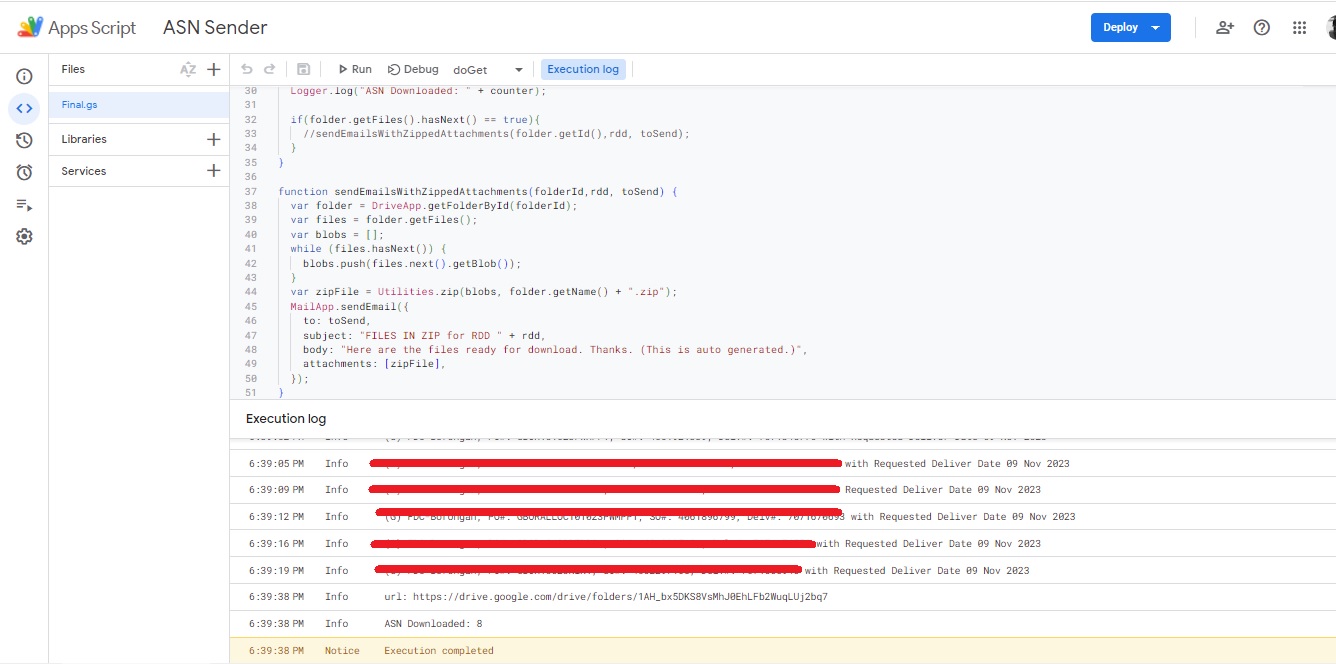 Apps Script ASN Sender Deploy
Files AZ Run Debug doGet Execution log
Final.gs
Libraries
Services
30 Logger.log("ASN Downloaded: " + counter);
31
32 if(folder.getFiles().hasNext() == true){
33 //sendEmailsWithZippedAttachments(folder.getId(),rdd, toSend);
34 }
35 }
36
37 function sendEmailsWithZippedAttachments(folderId,rdd, toSend) {
38 var folder = DriveApp.getFolderById(folderId);
39 var files = folder.getFiles();
40 var blobs = [];
41 while (files.hasNext()) {
42 blobs.push(files.next().getBlob());
43 }
44 var zipFile = Utilities.zip(blobs, folder.getName() + ".zip");
45 MailApp.sendEmail({
46 to: toSend,
47 subject: "FILES IN ZIP for RDD " + rdd,
48 body: "Here are the files ready for download. Thanks. (This is auto generated.)",
49 attachments: [zipFile],
50 });
51 }
Execution log
6:39:05 PM Info with Requested Deliver Date 09 Nov 2023
6:39:09 PM Info Requested Deliver Date 09 Nov 2023
6:39:12 PM Info with Requested Deliver Date 09 Nov 2023
6:39:16 PM Info with Requested Deliver Date 09 Nov 2023
6:39:19 PM Info with Requested Deliver Date 09 Nov 2023
6:39:38 PM Info url: https://drive.google.com/drive/folders/1AH_bx5DKS8VsMhJ0EhLFb2WuqLUj2bq7
6:39:38 PM Info ASN Downloaded: 8
6:39:38 PM Notice Execution completed